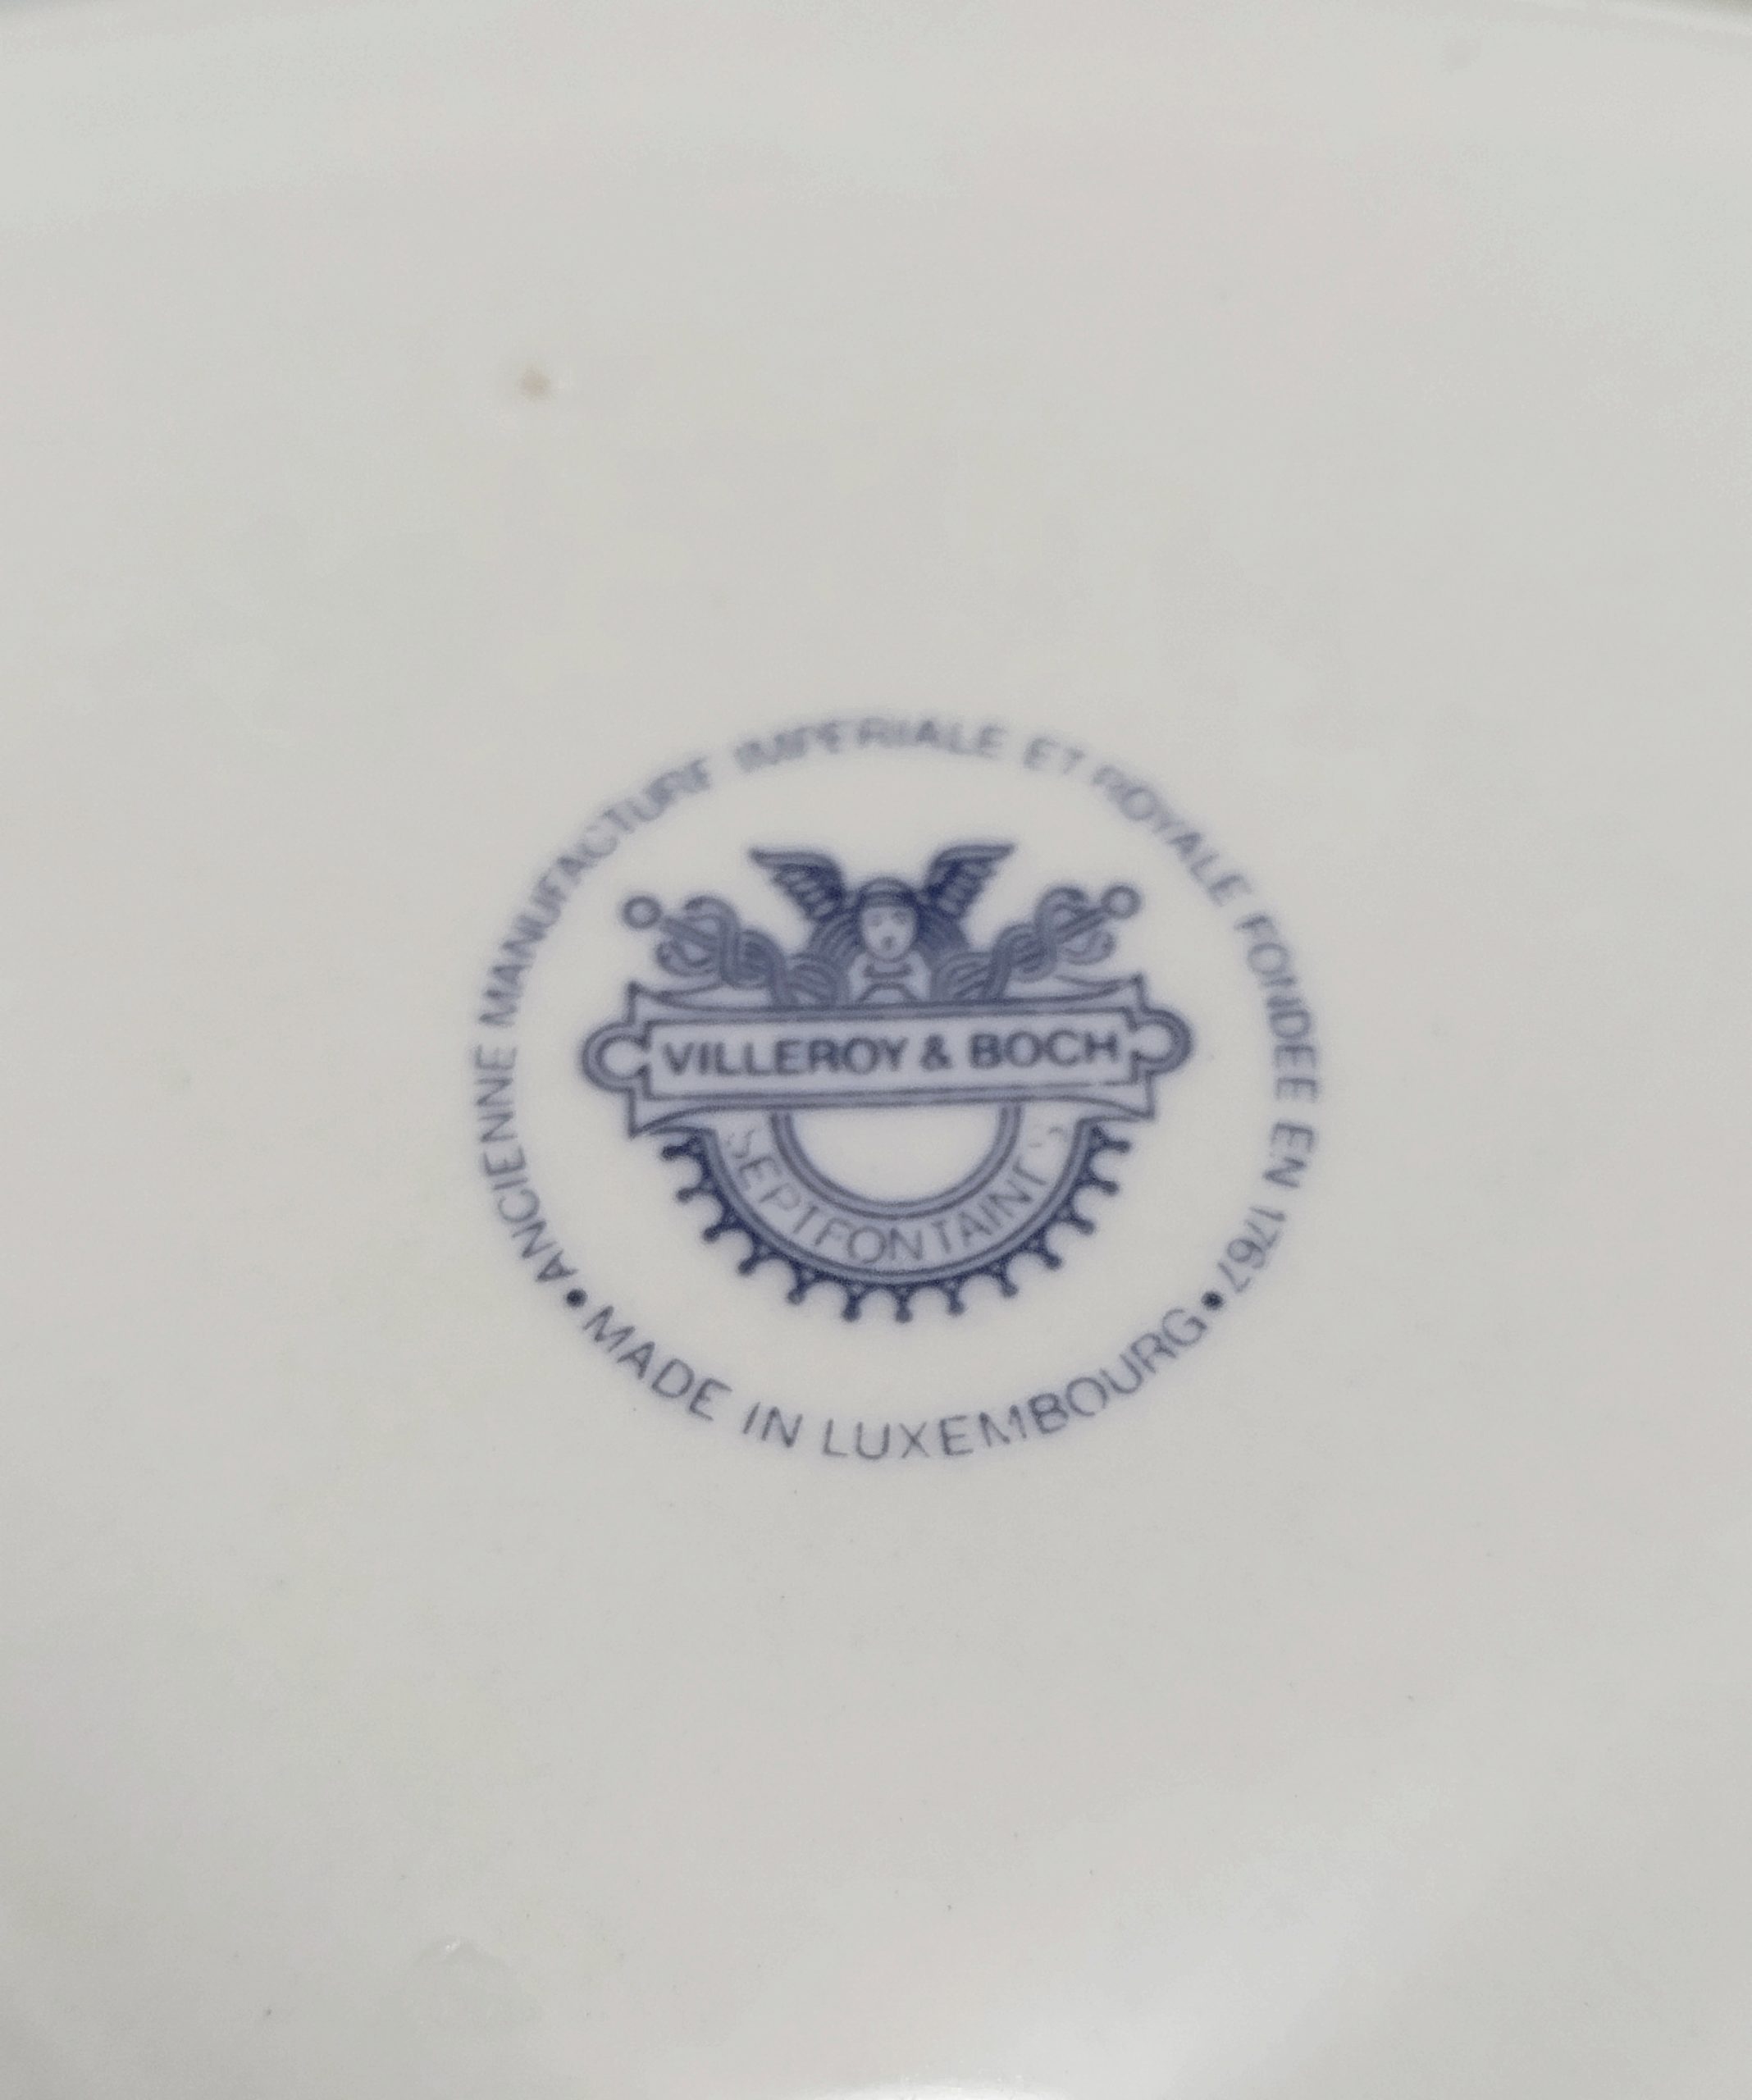 ANCIENNE MANUFACTURE IMPERIALE ET ROYALE FONDEE EN 1767
VILLEROY & BOCH
SEPTFONTAINES
• MADE IN LUXEMBOURG •